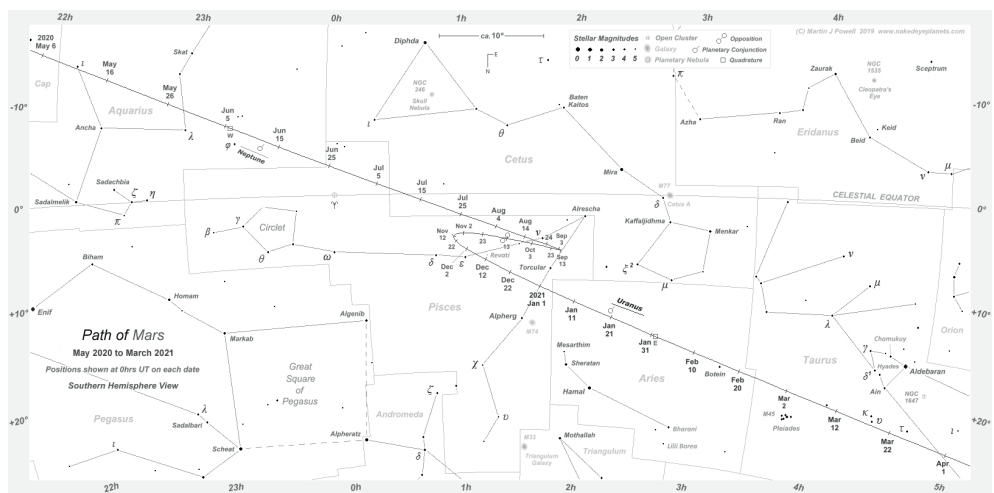 22h
23h
0h
1h
2h
3h
4h
(C) Martin J Powell 2019 www.nakedeyeplanets.com
ca. 10°
E
N
Stellar Magnitudes
0 1 2 3 4 5
Open Cluster
Galaxy
Planetary Nebula
Opposition
Planetary Conjunction
Quadrature
2020
May 6
May
16
May
26
Jun
5
W
Jun
15
Jun
25
Jul
5
Jul
15
Jul
25
Aug
4
Aug
14
24
Sep
3
Sep
13
23
Oct
3
13
23
Nov 2
Nov
12
22
Dec
2
Dec
12
Dec
22
2021
Jan 1
Jan
11
Jan
21
Jan
31
E
Feb
10
Feb
20
Mar
2
Mar
12
Mar
22
Apr
1
Neptune
Uranus
Cap
Aquarius
Skat
ι
Ancha
λ
φ
Sadachbia
ζ
η
π
Sadalmelik
-10°
0°
+10°
+20°
Diphda
NGC
246
Skull
Nebula
ι
θ
τ
Baten
Kaitos
Cetus
Mira
M77
Cetus A
δ
Kaffaljidhma
Menkar
ξ²
μ
π
Azha
Ran
Zaurak
NGC
1535
Cleopatra's
Eye
Sceptrum
Eridanus
Beid
Keid
ν
μ
-10°
CELESTIAL EQUATOR
0°
♈
Circlet
γ
β
θ
ω
δ
ε
Revati
ν
Alrescha
Torcular
Pisces
Alpherg
M74
χ
υ
Biham
Enif
Homam
Markab
Algenib
Path of Mars
May 2020 to March 2021
Positions shown at 0hrs UT on each date
Southern Hemisphere View
Great
Square
of
Pegasus
Pegasus
λ
Sadalbari
Scheat
ι
Alpheratz
Andromeda
ζ
δ
M33
Triangulum
Galaxy
Mothallah
Triangulum
Mesarthim
Sheratan
Hamal
Aries
Botein
Bharani
Lilii Borea
M45
Pleiades
ν
μ
λ
Taurus
γ
Chamukuy
Hyades
δ¹
Ain
Aldebaran
NGC
1647
κ
υ
τ
ι
Orion
+10°
+20°
22h
23h
0h
1h
2h
3h
4h
5h